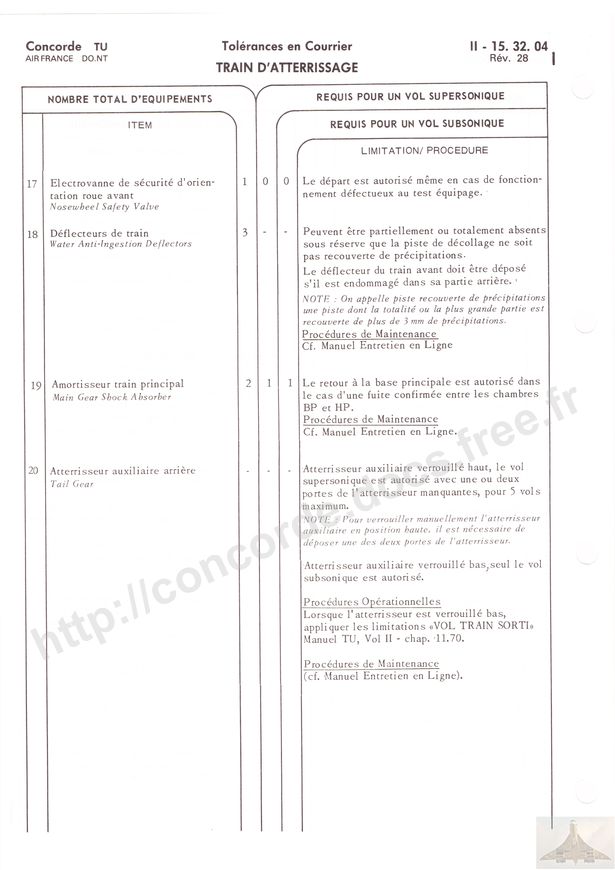 Concorde TU
AIR FRANCE DO.NT
Tolérances en Courrier
TRAIN D'ATTERRISSAGE
II - 15. 32. 04
Rév. 28
NOMBRE TOTAL D'EQUIPEMENTS
REQUIS POUR UN VOL SUPERSONIQUE
ITEM
REQUIS POUR UN VOL SUBSONIQUE
LIMITATION/ PROCEDURE
17 Electrovanne de sécurité d'orien- 1 0 0 Le départ est autorisé même en cas de fonction-
tation roue avant nement défectueux au test équipage.
Nosewheel Safety Valve
18 Déflecteurs de train 3 - - Peuvent être partiellement ou totalement absents
Water Anti-Ingestion Deflectors sous réserve que la piste de décollage ne soit
pas recouverte de précipitations.
Le déflecteur du train avant doit être déposé
s'il est endommagé dans sa partie arrière.
NOTE : On appelle piste recouverte de précipitations
une piste dont la totalité ou la plus grande partie est
recouverte de plus de 3 mm de précipitations.
Procédures de Maintenance
Cf. Manuel Entretien en Ligne
19 Amortisseur train principal 2 1 1 Le retour à la base principale est autorisé dans
Main Gear Shock Absorber le cas d'une fuite confirmée entre les chambres
BP et HP.
Procédures de Maintenance
Cf. Manuel Entretien en Ligne.
20 Atterrisseur auxiliaire arrière - - - Atterrisseur auxiliaire verrouillé haut, le vol
Tail Gear supersonique est autorisé avec une ou deux
portes de l'atterrisseur manquantes, pour 5 vols
maximum.
NOTE : Pour verrouiller manuellement l'atterrisseur
auxiliaire en position haute, il est nécessaire de
déposer une des deux portes de l'atterrisseur.
Atterrisseur auxiliaire verrouillé bas, seul le vol
subsonique est autorisé.
Procédures Opérationnelles
Lorsque l'atterrisseur est verrouillé bas,
appliquer les limitations «VOL TRAIN SORTI»
Manuel TU, Vol II - chap. 11.70.
Procédures de Maintenance
(cf. Manuel Entretien en Ligne).
http://concorde.docs.free.fr